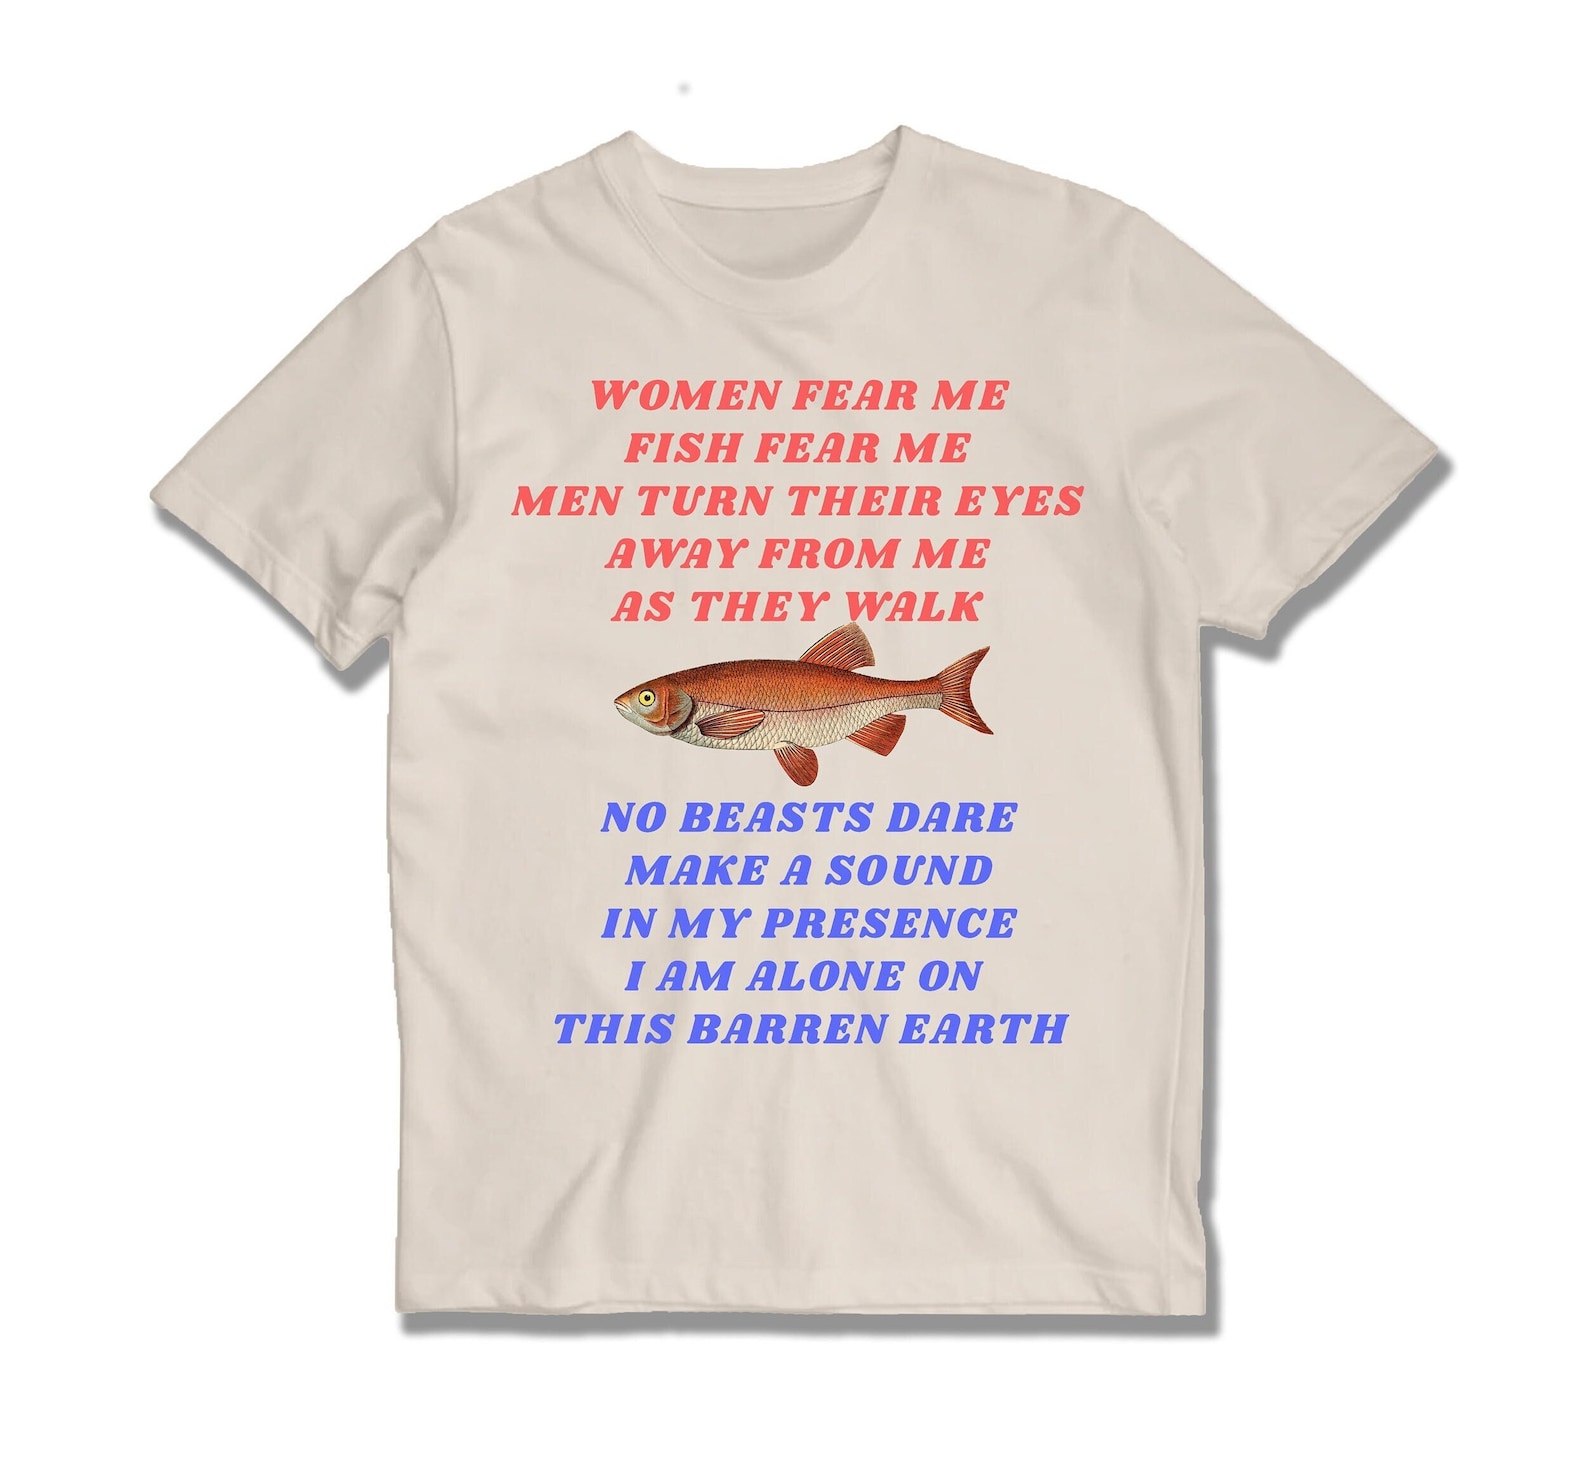 WOMEN FEAR ME
FISH FEAR ME
MEN TURN THEIR EYES
AWAY FROM ME
AS THEY WALK
NO BEASTS DARE
MAKE A SOUND
IN MY PRESENCE
I AM ALONE ON
THIS BARREN EARTH